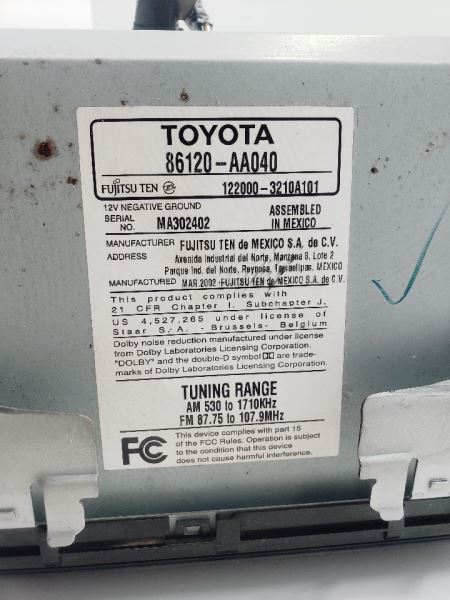 TOYOTA
86120-AA040
FUJITSU TEN 122000-3210A101
12V NEGATIVE GROUND ASSEMBLED
SERIAL NO. MA302402 IN MEXICO
MANUFACTURER FUJITSU TEN de MEXICO S.A. de C.V.
ADDRESS Avenida Industrial del Norte, Manzana 8, Lote 2
Parque Ind. del Norte, Reynosa, Tamaulipas. MEXICO
MANUFACTURED MAR 2002 -FUJITSU TEN de MEXICO S.A. de C.V.
This product complies with
21 CFR Chapter I. Subchapter J.
US 4,527,265 under license of
Staar S.-A. - Brussels- Belgium
Dolby noise reduction manufactured under license
from Dolby Laboratories Licensing Corporation.
"DOLBY" and the double-D symbol are trade-
marks of Dolby Laboratories Licensing Corporation.
TUNING RANGE
AM 530 to 1710KHz
FM 87.75 to 107.9MHz
FCC
This device complies with part 15
of the FCC Rules. Operation is subject
to the condition that this device
does not cause harmful interference.